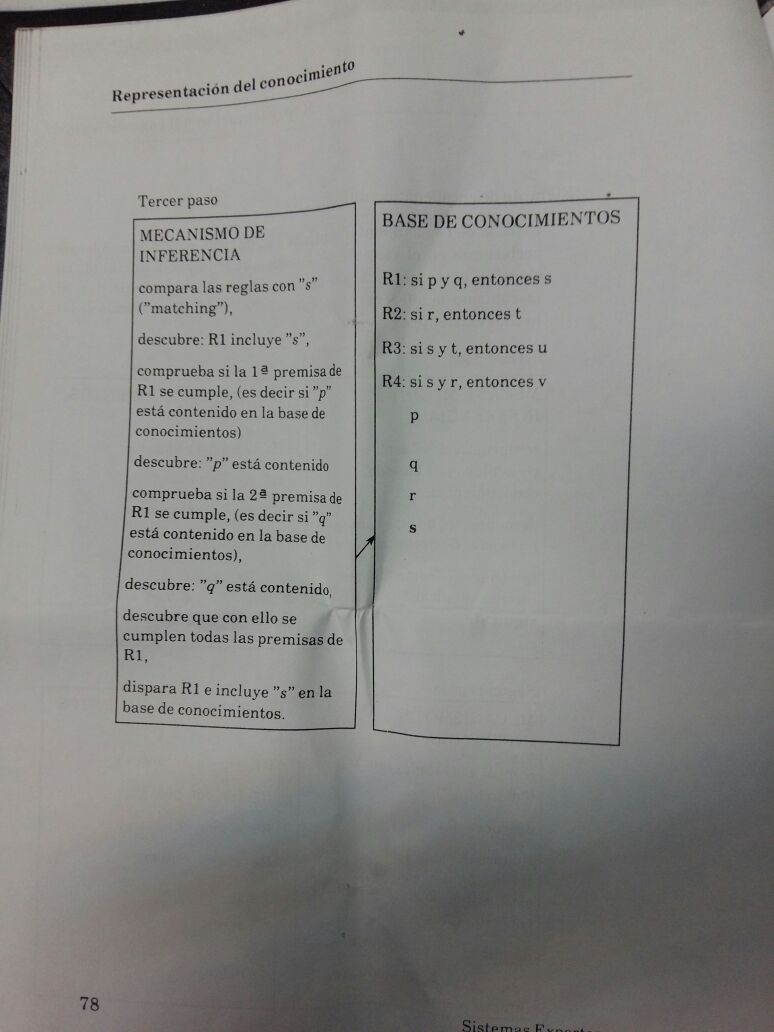 Representación del conocimiento
Tercer paso
MECANISMO DE
INFERENCIA
compara las reglas con "s"
("matching"),
descubre: R1 incluye "s",
comprueba si la 1ª premisa de
R1 se cumple, (es decir si "p"
está contenido en la base de
conocimientos)
descubre: "p" está contenido
comprueba si la 2ª premisa de
R1 se cumple, (es decir si "q"
está contenido en la base de
conocimientos),
descubre: "q" está contenido,
descubre que con ello se
cumplen todas las premisas de
R1,
dispara R1 e incluye "s" en la
base de conocimientos.
BASE DE CONOCIMIENTOS
R1: si p y q, entonces s
R2: si r, entonces t
R3: si s y t, entonces u
R4: si s y r, entonces v
p
q
r
s
78
Sistemas